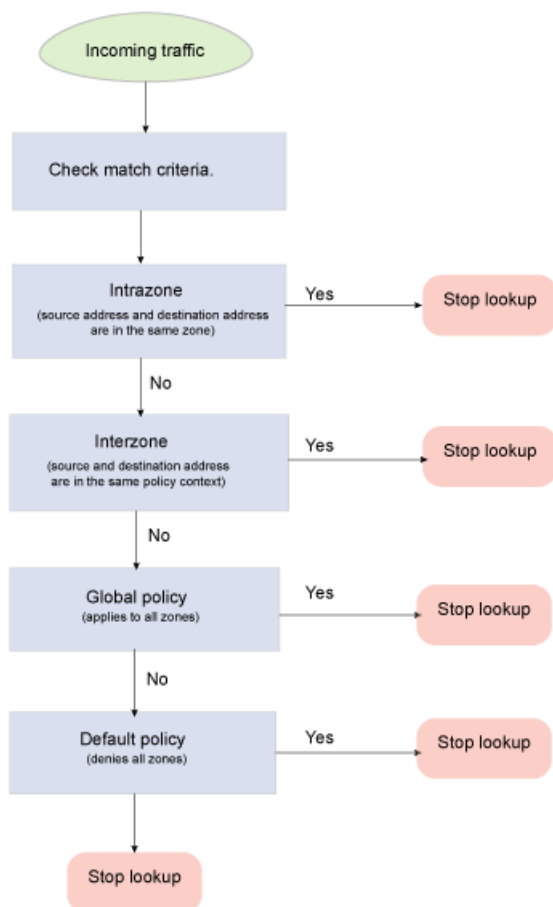 Incoming traffic
Check match criteria.
Intrazone
(source address and destination address
are in the same zone)
Yes
Stop lookup
No
Interzone
(source and destination address
are in the same policy context)
Yes
Stop lookup
No
Global policy
(applies to all zones)
Yes
Stop lookup
No
Default policy
(denies all zones)
Yes
Stop lookup
Stop lookup